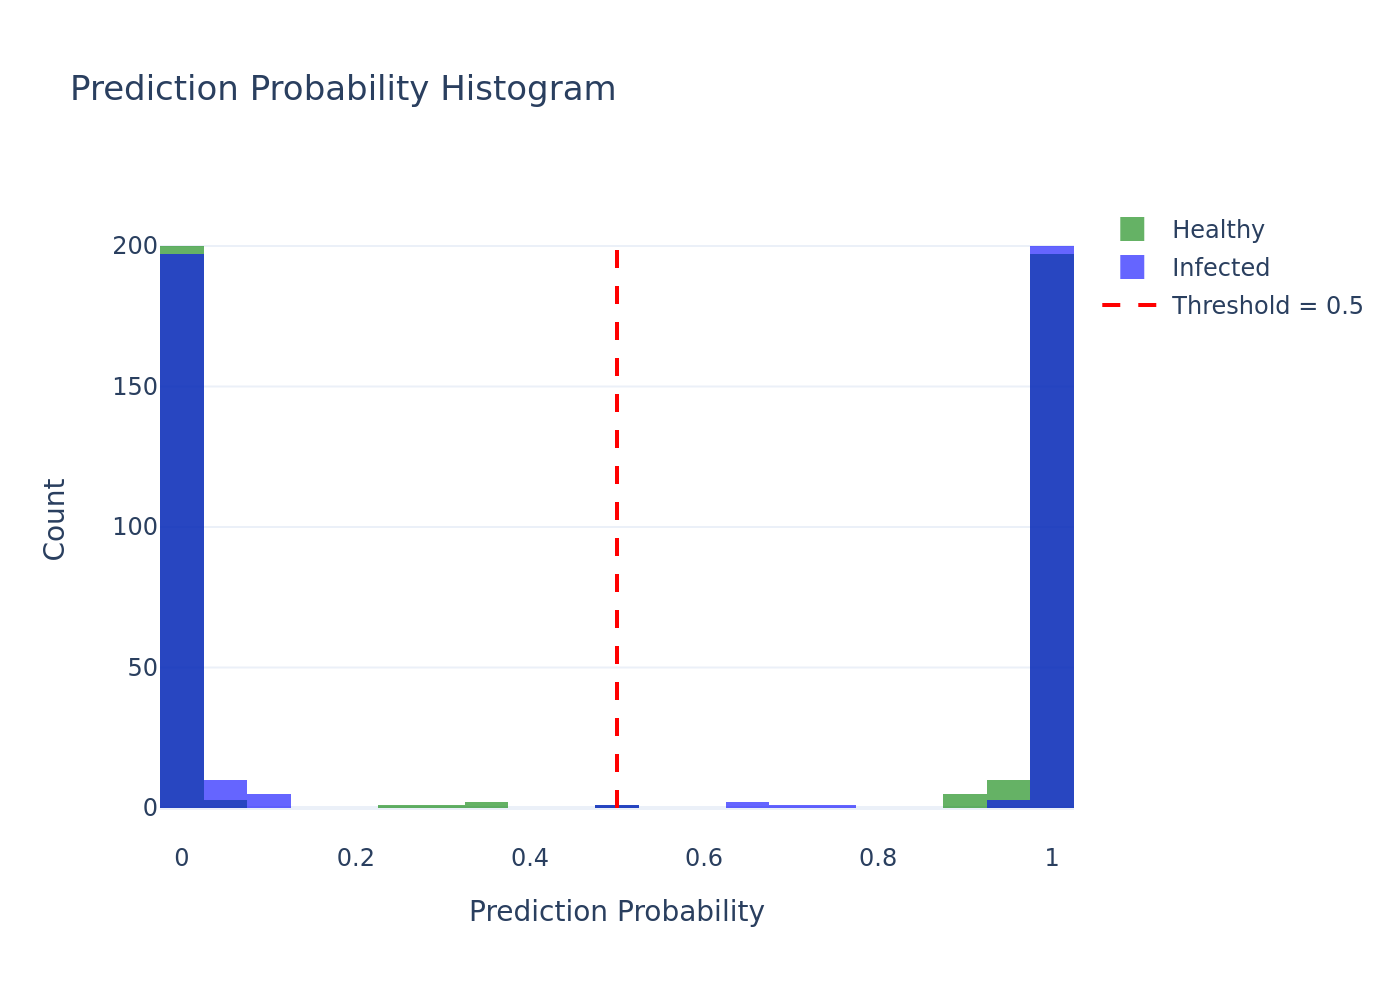 Prediction Probability Histogram
Healthy
Infected
Threshold = 0.5
200
150
100
50
0
Count
0 0.2 0.4 0.6 0.8 1
Prediction Probability